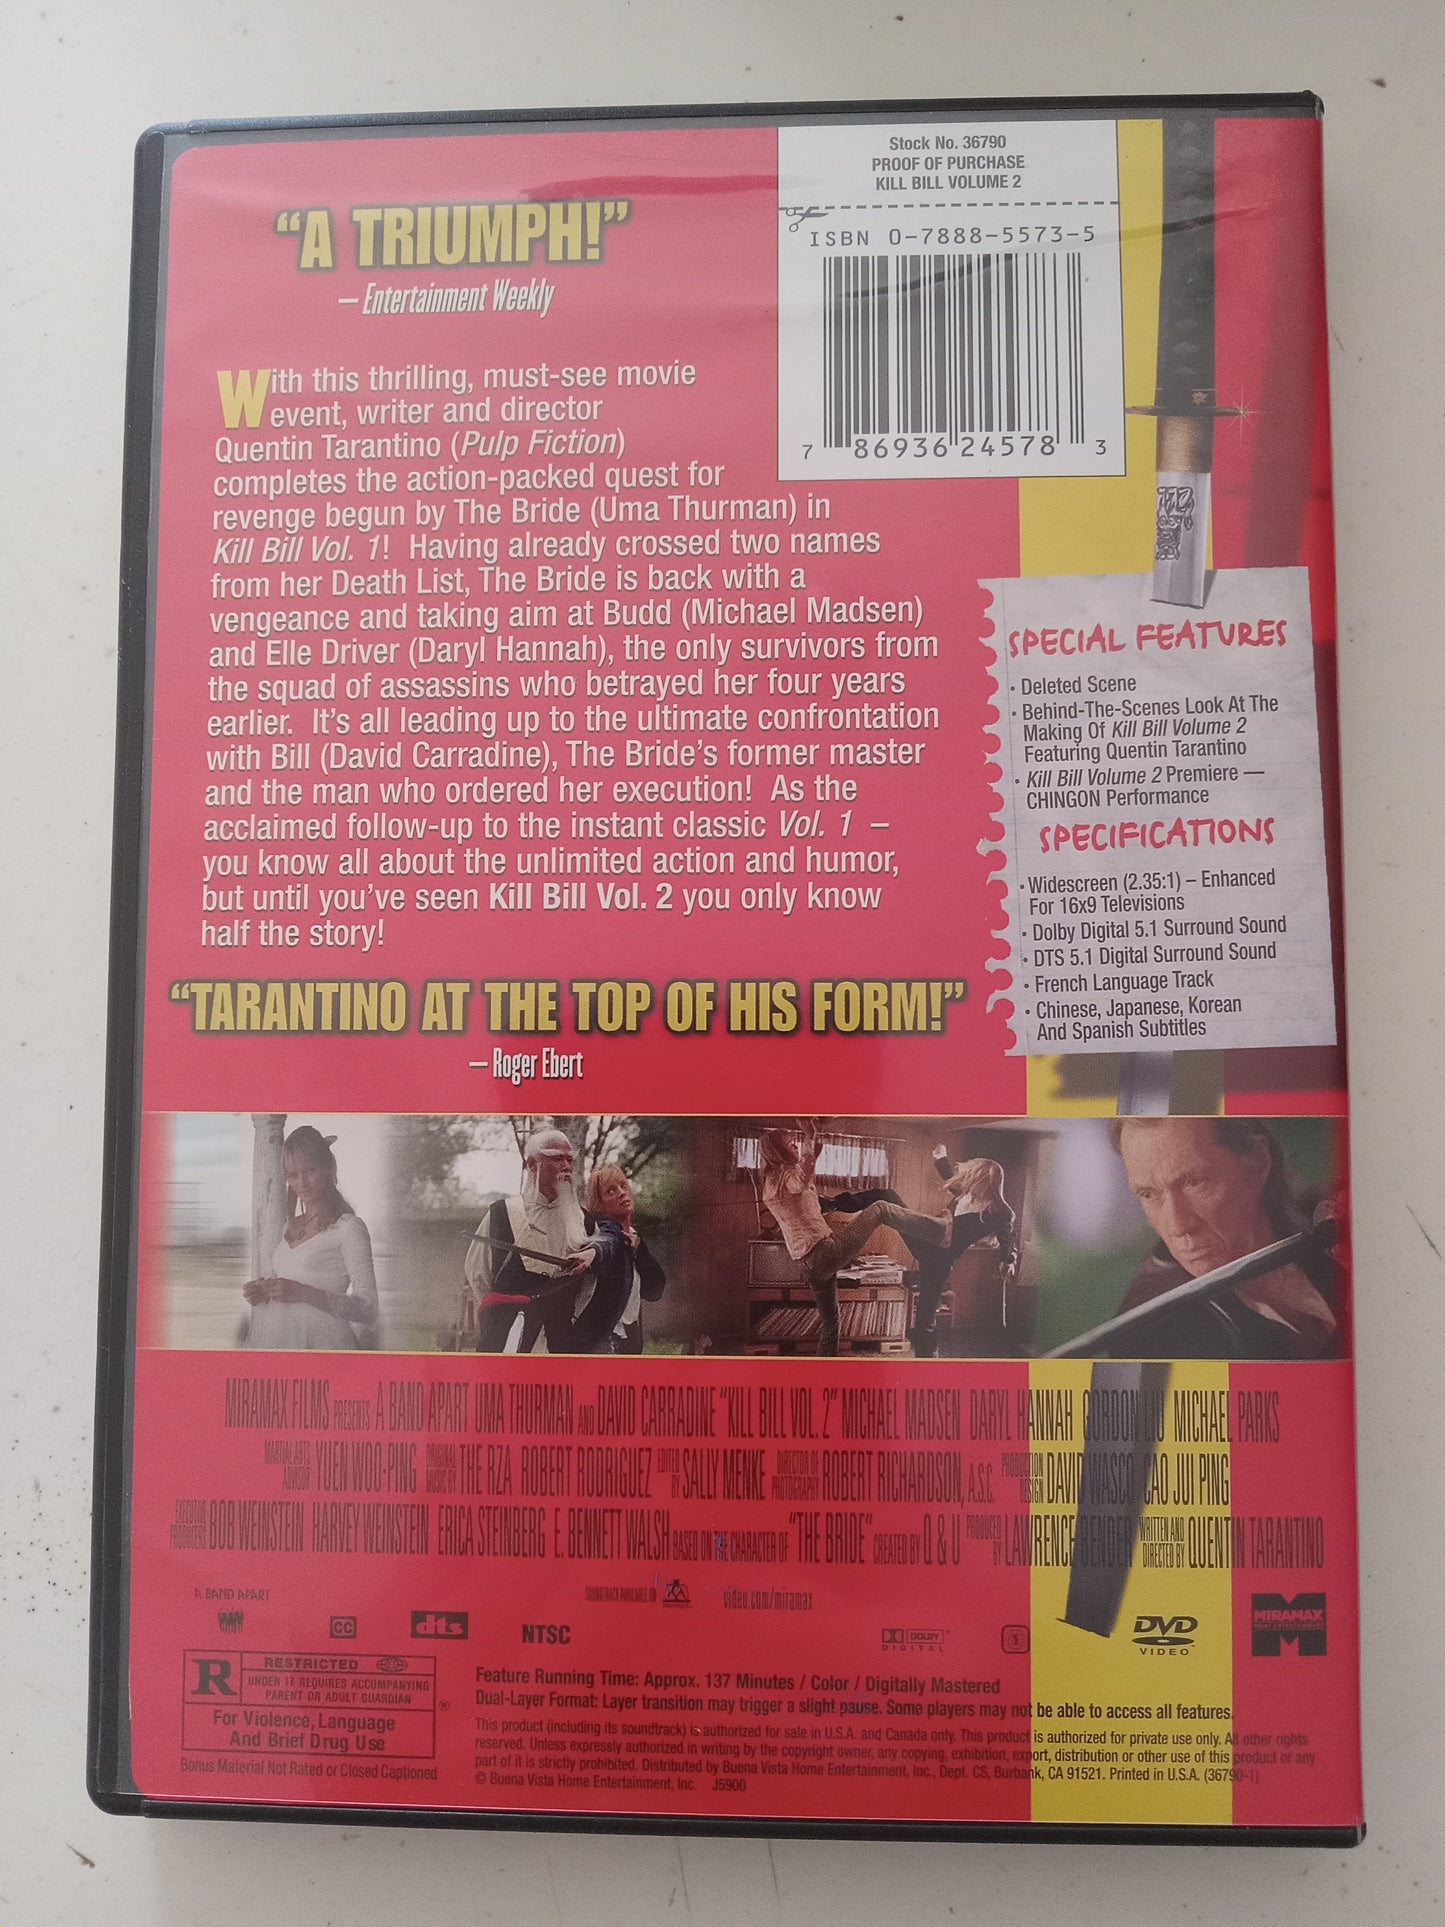 Stock No. 36790
PROOF OF PURCHASE
KILL BILL VOLUME 2
ISBN 0-7888-5573-5
7 86936 24578 3
“A TRIUMPH!”
– Entertainment Weekly
With this thrilling, must-see movie
event, writer and director
Quentin Tarantino (Pulp Fiction)
completes the action-packed quest for
revenge begun by The Bride (Uma Thurman) in
Kill Bill Vol. 1! Having already crossed two names
from her Death List, The Bride is back with a
vengeance and taking aim at Budd (Michael Madsen)
and Elle Driver (Daryl Hannah), the only survivors from
the squad of assassins who betrayed her four years
earlier. It’s all leading up to the ultimate confrontation
with Bill (David Carradine), The Bride’s former master
and the man who ordered her execution! As the
acclaimed follow-up to the instant classic Vol. 1 –
you know all about the unlimited action and humor,
but until you’ve seen Kill Bill Vol. 2 you only know
half the story!
“TARANTINO AT THE TOP OF HIS FORM!”
– Roger Ebert
SPECIAL FEATURES
· Deleted Scene
· Behind-The-Scenes Look At The
Making Of Kill Bill Volume 2
Featuring Quentin Tarantino
· Kill Bill Volume 2 Premiere —
CHINGON Performance
SPECIFICATIONS
· Widescreen (2.35:1) – Enhanced
For 16x9 Televisions
· Dolby Digital 5.1 Surround Sound
· DTS 5.1 Digital Surround Sound
· French Language Track
· Chinese, Japanese, Korean
And Spanish Subtitles
MIRAMAX FILMS PRESENTS A BAND APART UMA THURMAN AND DAVID CARRADINE “KILL BILL VOL. 2” MICHAEL MADSEN DARYL HANNAH GORDON LIU MICHAEL PARKS
MARTIAL ARTS ADVISOR YUEN WOO-PING ORIGINAL MUSIC BY THE RZA ROBERT RODRIGUEZ EDITED BY SALLY MENKE DIRECTOR OF PHOTOGRAPHY ROBERT RICHARDSON, A.S.C. PRODUCTION DESIGN DAVID WASCO CAO JUI PING
EXECUTIVE PRODUCERS BOB WEINSTEIN HARVEY WEINSTEIN ERICA STEINBERG E. BENNETT WALSH BASED ON THE CHARACTER OF “THE BRIDE” CREATED BY Q & U PRODUCED BY LAWRENCE BENDER WRITTEN AND DIRECTED BY QUENTIN TARANTINO
A BAND APART
SOUNDTRACK AVAILABLE ON
video.com/miramax
CC
dts
NTSC
DOLBY
DIGITAL
1
DVD
VIDEO
MIRAMAX
R
RESTRICTED
UNDER 17 REQUIRES ACCOMPANYING
PARENT OR ADULT GUARDIAN
®
For Violence, Language
And Brief Drug Use
Bonus Material Not Rated or Closed Captioned
Feature Running Time: Approx. 137 Minutes / Color / Digitally Mastered
Dual-Layer Format: Layer transition may trigger a slight pause. Some players may not be able to access all features.
This product (including its soundtrack) is authorized for sale in U.S.A. and Canada only. This product is authorized for private use only. All other rights
reserved. Unless expressly authorized in writing by the copyright owner, any copying, exhibition, export, distribution or other use of this product or any
part of it is strictly prohibited. Distributed by Buena Vista Home Entertainment, Inc., Dept. CS, Burbank, CA 91521. Printed in U.S.A. (36790-1)
© Buena Vista Home Entertainment, Inc. J5900